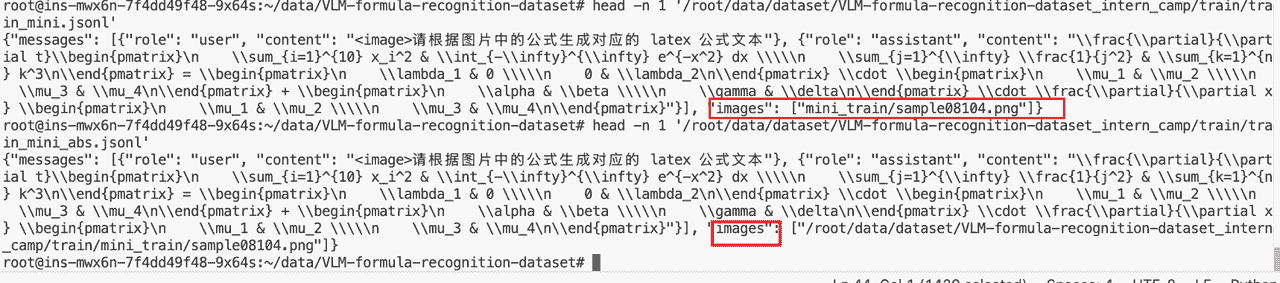 root@ins-mwx6n-7f4dd49f48-9x64s:~/data/VLM-formula-recognition-dataset# head -n 1 '/root/data/dataset/VLM-formula-recognition-dataset_intern_camp/train/tra
in_mini.jsonl'
{"messages": [{"role": "user", "content": "<image>请根据图片中的公式生成对应的 latex 公式文本"}, {"role": "assistant", "content": "\\frac{\\partial}{\\part
ial t}\\begin{pmatrix}\n    \\sum_{i=1}^{10} x_i^2 & \\int_{-\\infty}^{\\infty} e^{-x^2} dx \\\\\n    \\sum_{j=1}^{\\infty} \\frac{1}{j^2} & \\sum_{k=1}^{n
} k^3\n\\end{pmatrix} = \\begin{pmatrix}\n    \\lambda_1 & 0 \\\\\n    0 & \\lambda_2\n\\end{pmatrix} \\cdot \\begin{pmatrix}\n    \\mu_1 & \\mu_2 \\\\\n
  \\mu_3 & \\mu_4\n\\end{pmatrix} + \\begin{pmatrix}\n    \\alpha & \\beta \\\\\n    \\gamma & \\delta\n\\end{pmatrix} \\cdot \\frac{\\partial}{\\partial x
} \\begin{pmatrix}\n    \\mu_1 & \\mu_2 \\\\\n    \\mu_3 & \\mu_4\n\\end{pmatrix}"}], "images": ["mini_train/sample08104.png"]}
root@ins-mwx6n-7f4dd49f48-9x64s:~/data/VLM-formula-recognition-dataset# head -n 1 '/root/data/dataset/VLM-formula-recognition-dataset_intern_camp/train/tra
in_mini_abs.jsonl'
{"messages": [{"role": "user", "content": "<image>请根据图片中的公式生成对应的 latex 公式文本"}, {"role": "assistant", "content": "\\frac{\\partial}{\\part
ial t}\\begin{pmatrix}\n    \\sum_{i=1}^{10} x_i^2 & \\int_{-\\infty}^{\\infty} e^{-x^2} dx \\\\\n    \\sum_{j=1}^{\\infty} \\frac{1}{j^2} & \\sum_{k=1}^{n
} k^3\n\\end{pmatrix} = \\begin{pmatrix}\n    \\lambda_1 & 0 \\\\\n    0 & \\lambda_2\n\\end{pmatrix} \\cdot \\begin{pmatrix}\n    \\mu_1 & \\mu_2 \\\\\n
  \\mu_3 & \\mu_4\n\\end{pmatrix} + \\begin{pmatrix}\n    \\alpha & \\beta \\\\\n    \\gamma & \\delta\n\\end{pmatrix} \\cdot \\frac{\\partial}{\\partial x
} \\begin{pmatrix}\n    \\mu_1 & \\mu_2 \\\\\n    \\mu_3 & \\mu_4\n\\end{pmatrix}"}], "images": ["/root/data/dataset/VLM-formula-recognition-dataset_intern
_camp/train/mini_train/sample08104.png"]}
root@ins-mwx6n-7f4dd49f48-9x64s:~/data/VLM-formula-recognition-dataset#